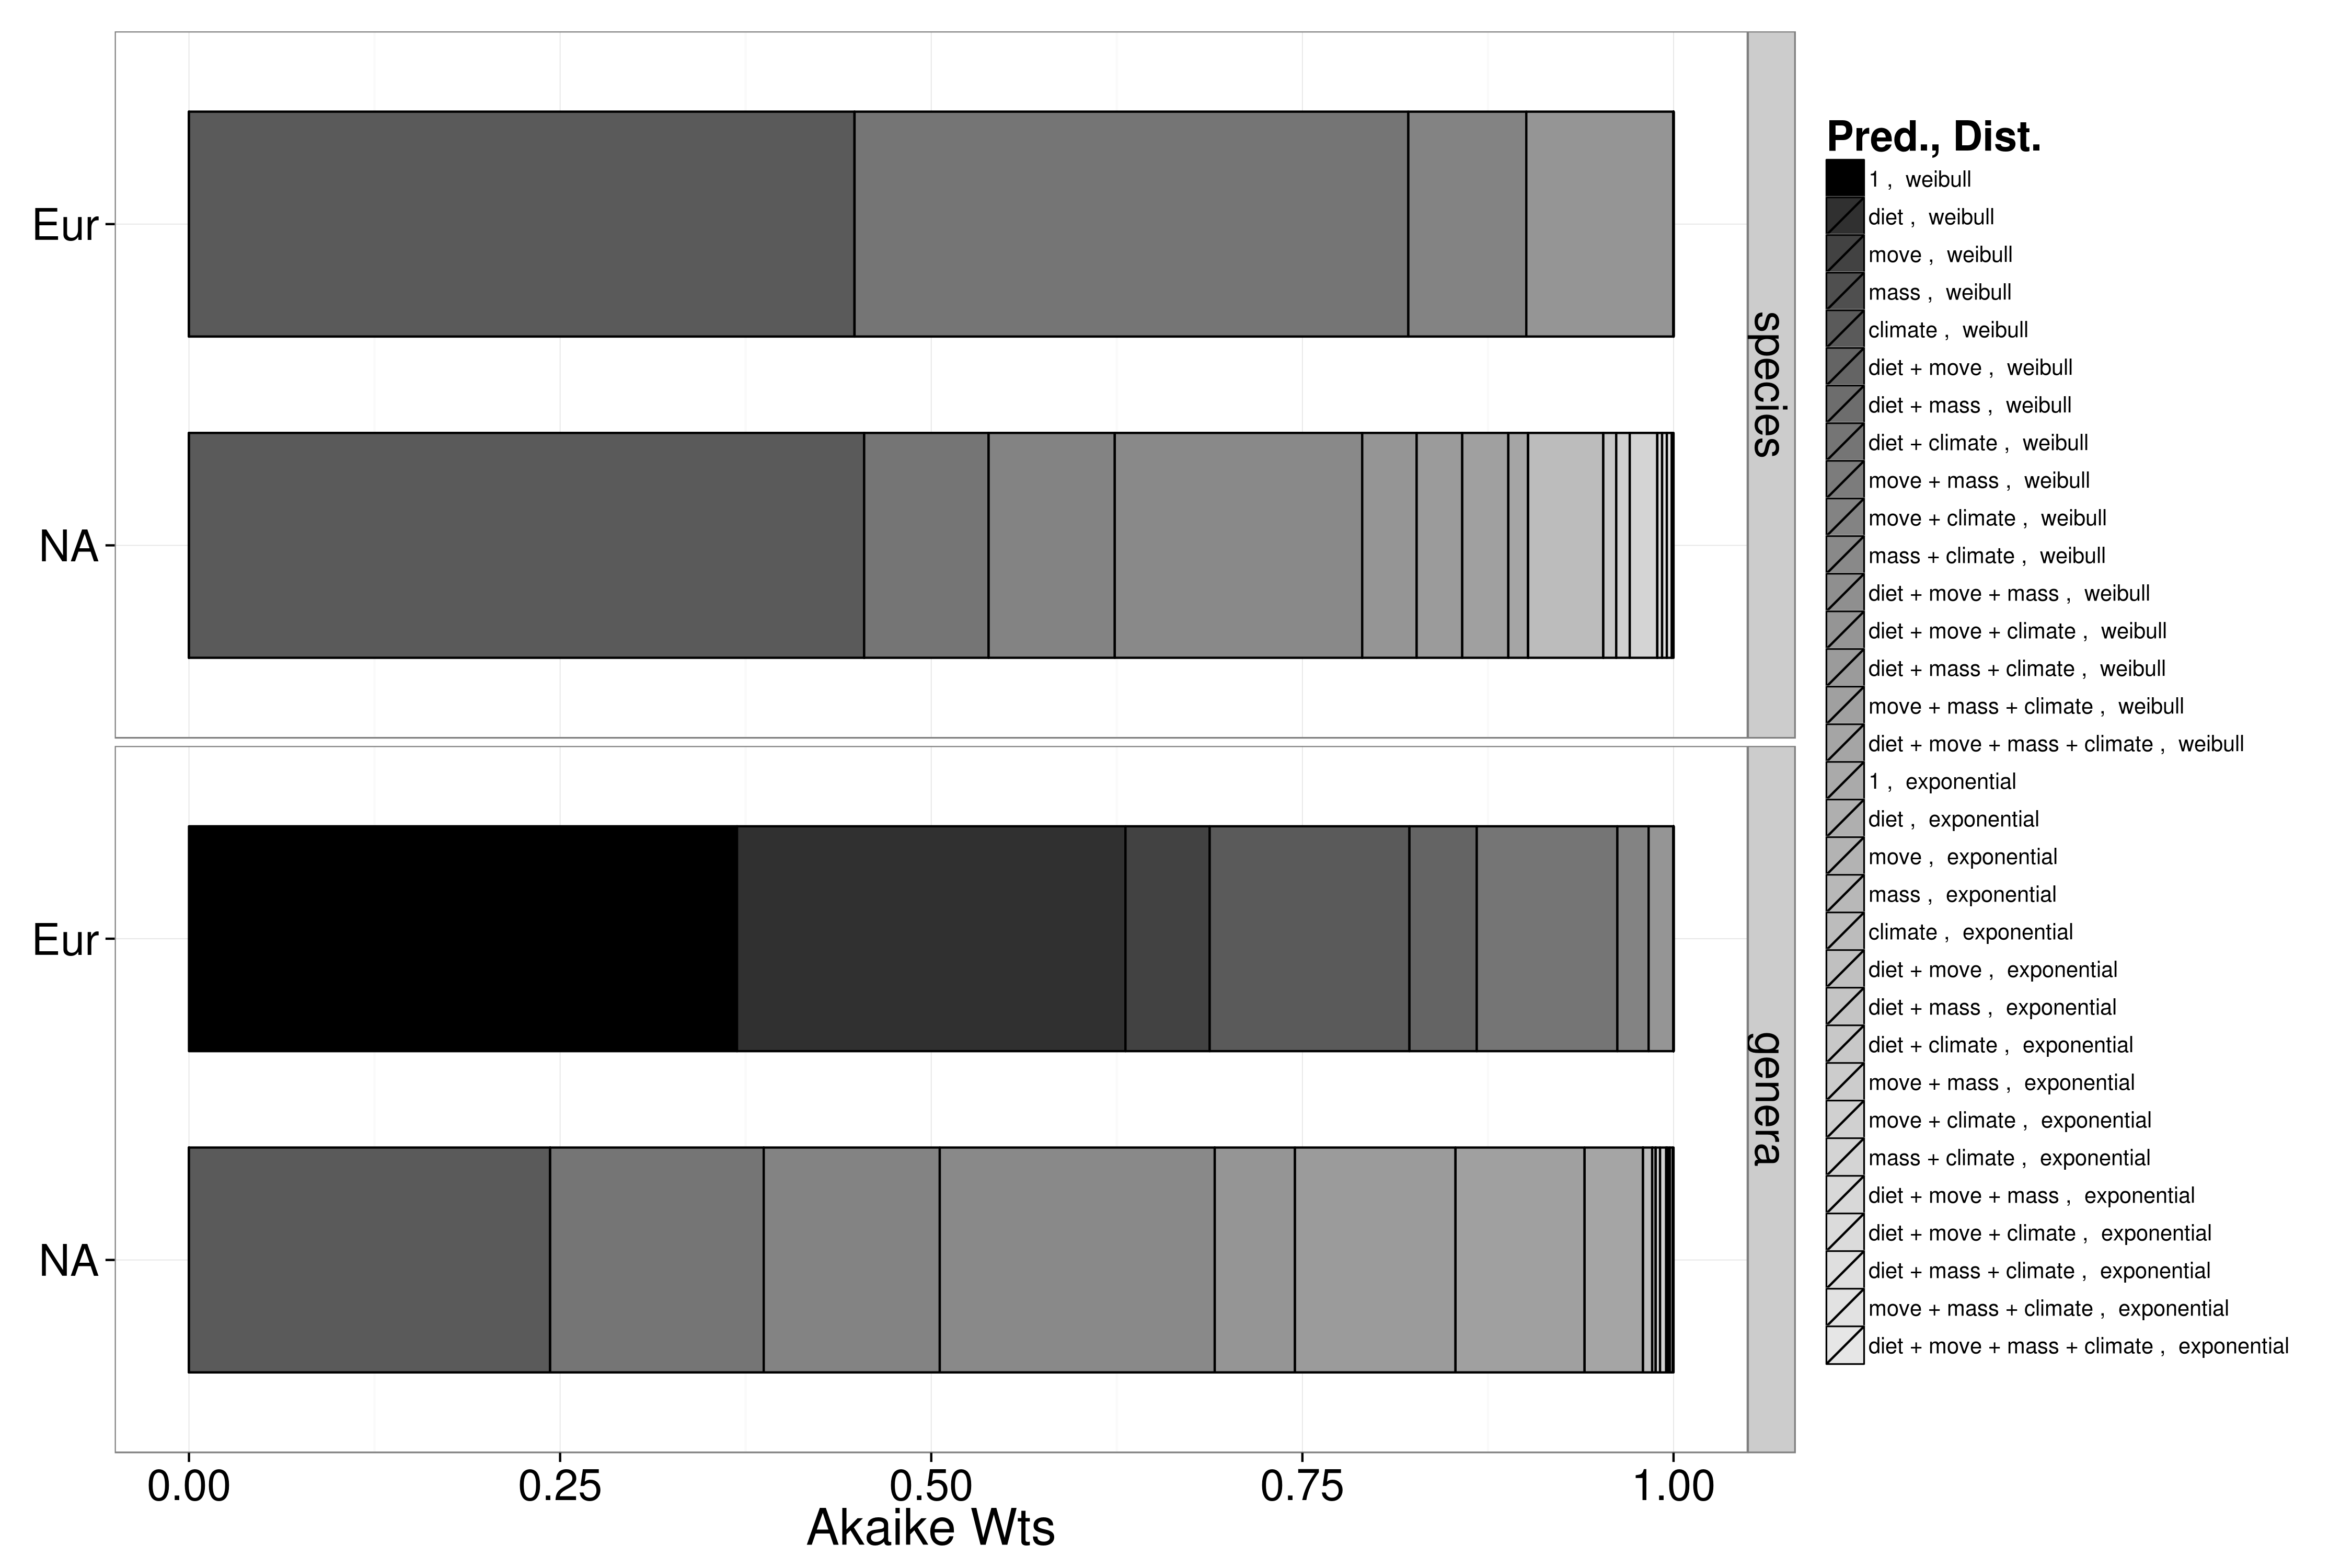 Eur
NA
species
Eur
NA
genera
0.00 0.25 0.50 0.75 1.00
Akaike Wts
Pred., Dist.
1 , weibull
diet , weibull
move , weibull
mass , weibull
climate , weibull
diet + move , weibull
diet + mass , weibull
diet + climate , weibull
move + mass , weibull
move + climate , weibull
mass + climate , weibull
diet + move + mass , weibull
diet + move + climate , weibull
diet + mass + climate , weibull
move + mass + climate , weibull
diet + move + mass + climate , weibull
1 , exponential
diet , exponential
move , exponential
mass , exponential
climate , exponential
diet + move , exponential
diet + mass , exponential
diet + climate , exponential
move + mass , exponential
move + climate , exponential
mass + climate , exponential
diet + move + mass , exponential
diet + move + climate , exponential
diet + mass + climate , exponential
move + mass + climate , exponential
diet + move + mass + climate , exponential